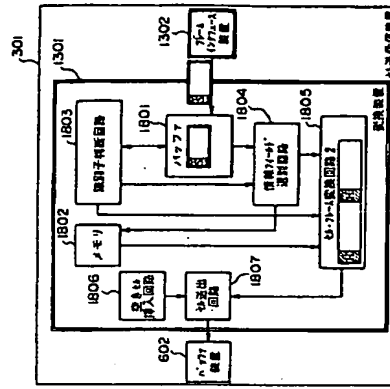 301
1301
1302
フレーム
インタフェース
装置
1803
識別子判断回路
1801
バッファ
1804
情報フィールド
退封回路
1805
セル・フレーム変換回路 2
1802
メモリ
1806
空きセル
挿入回路
1807
セル送出
回路
602
バッファ
装置
変換装置